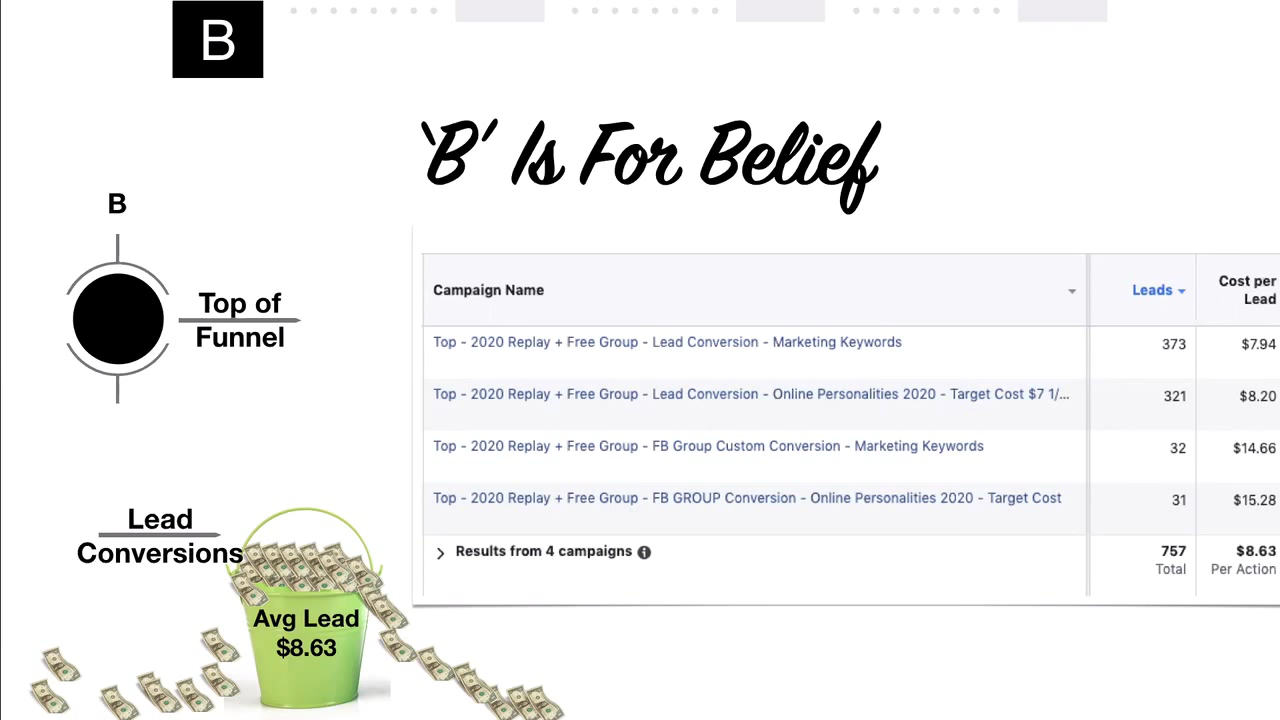 B
‘B’ Is For Belief
B
Top of
Funnel
Campaign Name
Leads
Cost per
Lead
Top - 2020 Replay + Free Group - Lead Conversion - Marketing Keywords
373
$7.94
Top - 2020 Replay + Free Group - Lead Conversion - Online Personalities 2020 - Target Cost $7 1/...
321
$8.20
Top - 2020 Replay + Free Group - FB Group Custom Conversion - Marketing Keywords
32
$14.66
Top - 2020 Replay + Free Group - FB GROUP Conversion - Online Personalities 2020 - Target Cost
31
$15.28
Results from 4 campaigns
757
Total
$8.63
Per Action
Lead
Conversions
Avg Lead
$8.63